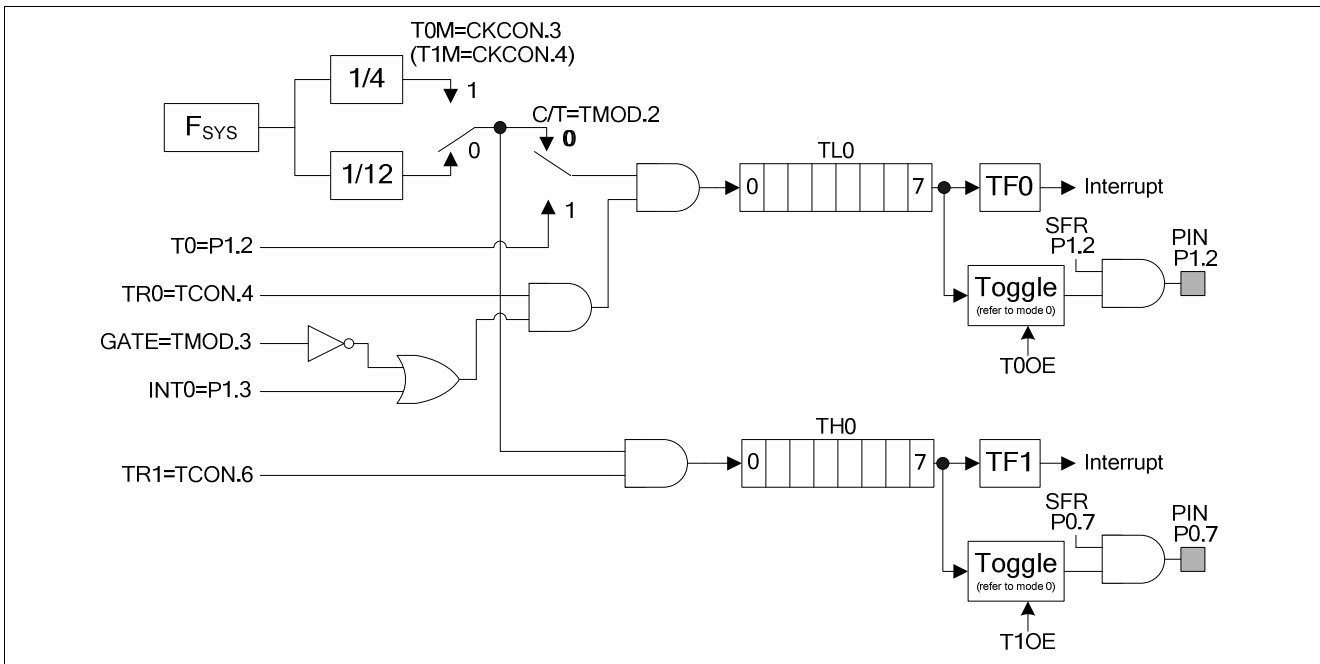 T0M=CKCON.3
(T1M=CKCON.4)
1/4
1
FSYS
C/T=TMOD.2
0
0
1/12
1
TL0
0 7
TF0
Interrupt
T0=P1.2
SFR
P1.2
PIN
P1.2
TR0=TCON.4
Toggle
(refer to mode 0)
GATE=TMOD.3
T0OE
INT0=P1.3
TH0
0 7
TF1
Interrupt
TR1=TCON.6
SFR
P0.7
PIN
P0.7
Toggle
(refer to mode 0)
T1OE